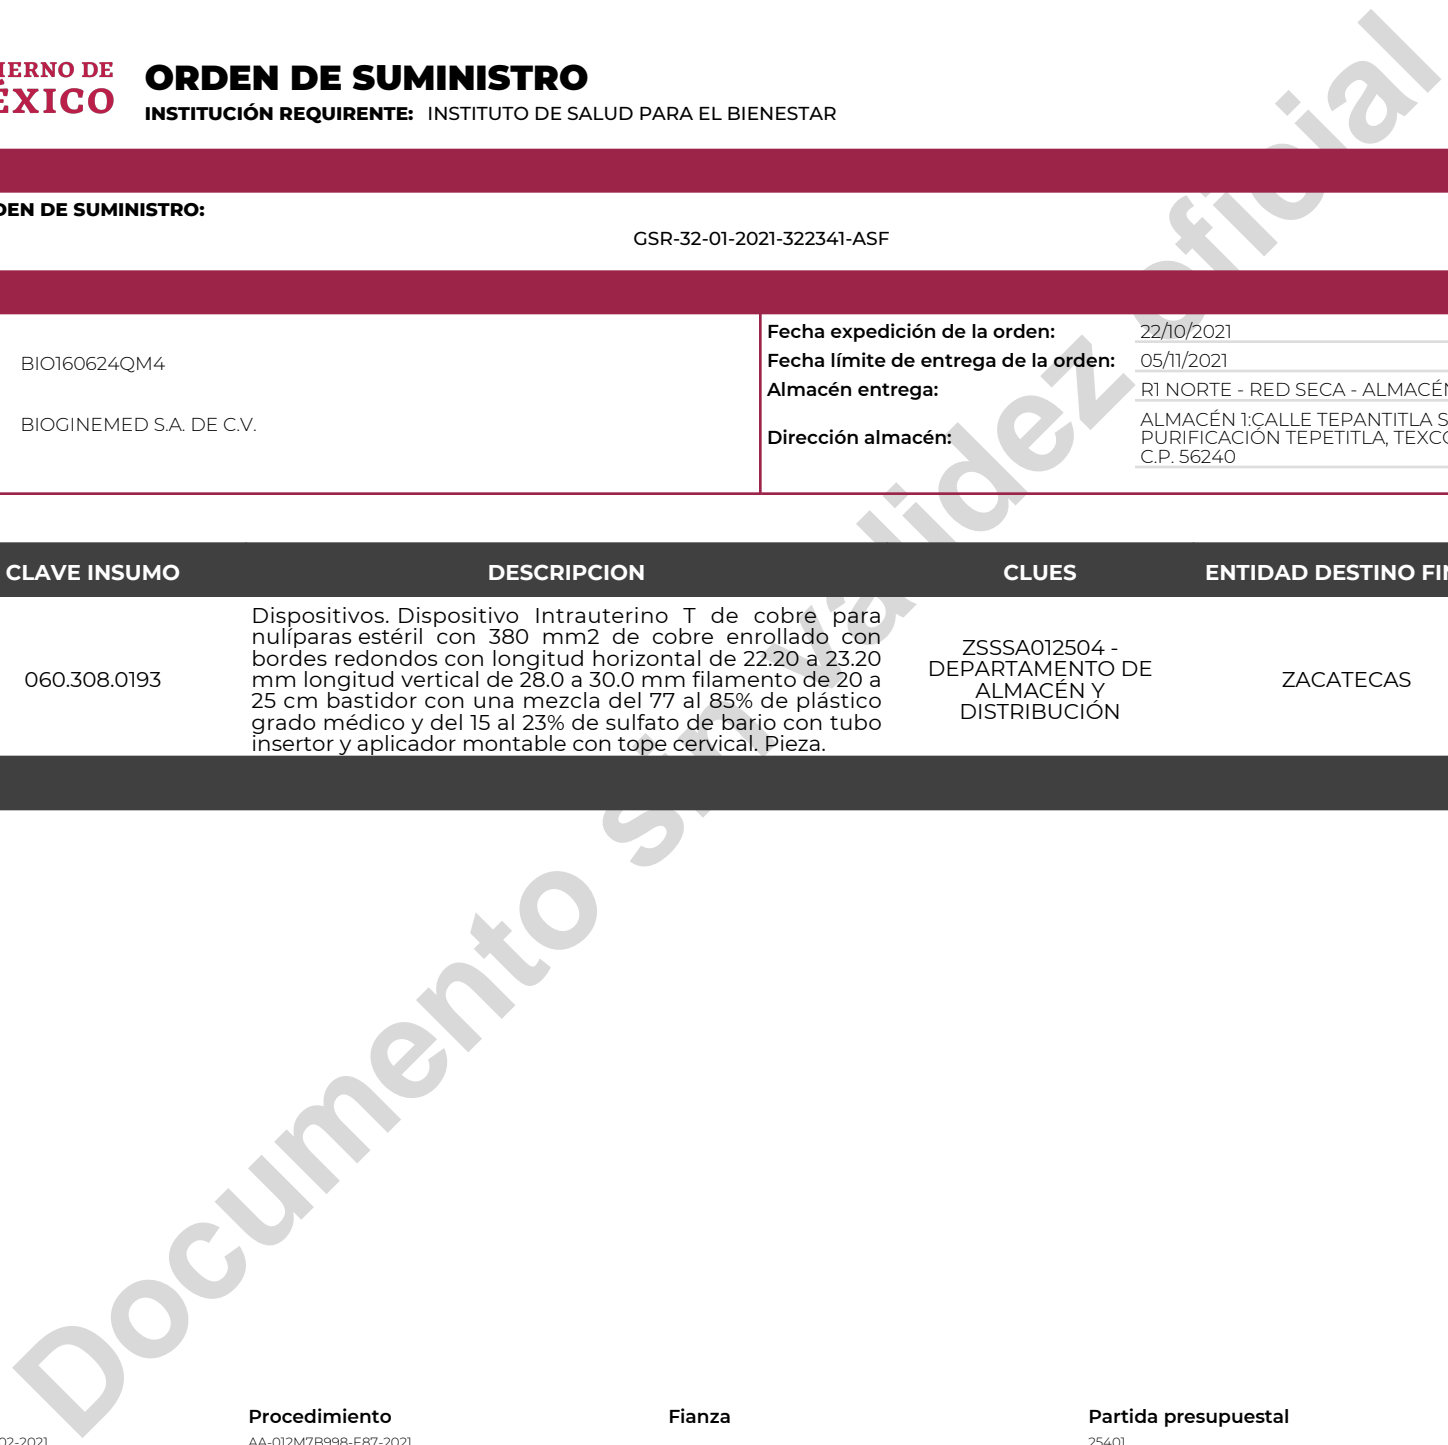 IERNO DE
ÉXICO
ORDEN DE SUMINISTRO
INSTITUCIÓN REQUIRENTE: INSTITUTO DE SALUD PARA EL BIENESTAR
DEN DE SUMINISTRO:
GSR-32-01-2021-322341-ASF
BIO160624QM4
BIOGINEMED S.A. DE C.V.
Fecha expedición de la orden: 22/10/2021
Fecha límite de entrega de la orden: 05/11/2021
Almacén entrega: R1 NORTE - RED SECA - ALMACÉN
Dirección almacén: ALMACÉN 1:CALLE TEPANTITLA S
PURIFICACIÓN TEPETITLA, TEXCO
C.P. 56240
CLAVE INSUMO DESCRIPCION CLUES ENTIDAD DESTINO FIN
060.308.0193
Dispositivos. Dispositivo Intrauterino T de cobre para
nulíparas estéril con 380 mm2 de cobre enrollado con
bordes redondos con longitud horizontal de 22.20 a 23.20
mm longitud vertical de 28.0 a 30.0 mm filamento de 20 a
25 cm bastidor con una mezcla del 77 al 85% de plástico
grado médico y del 15 al 23% de sulfato de bario con tubo
insertor y aplicador montable con tope cervical. Pieza.
ZSSSA012504 -
DEPARTAMENTO DE
ALMACÉN Y
DISTRIBUCIÓN
ZACATECAS
Documento sin validez oficial
Procedimiento Fianza Partida presupuestal
02-2021 AA-012M7B998-E87-2021 25401